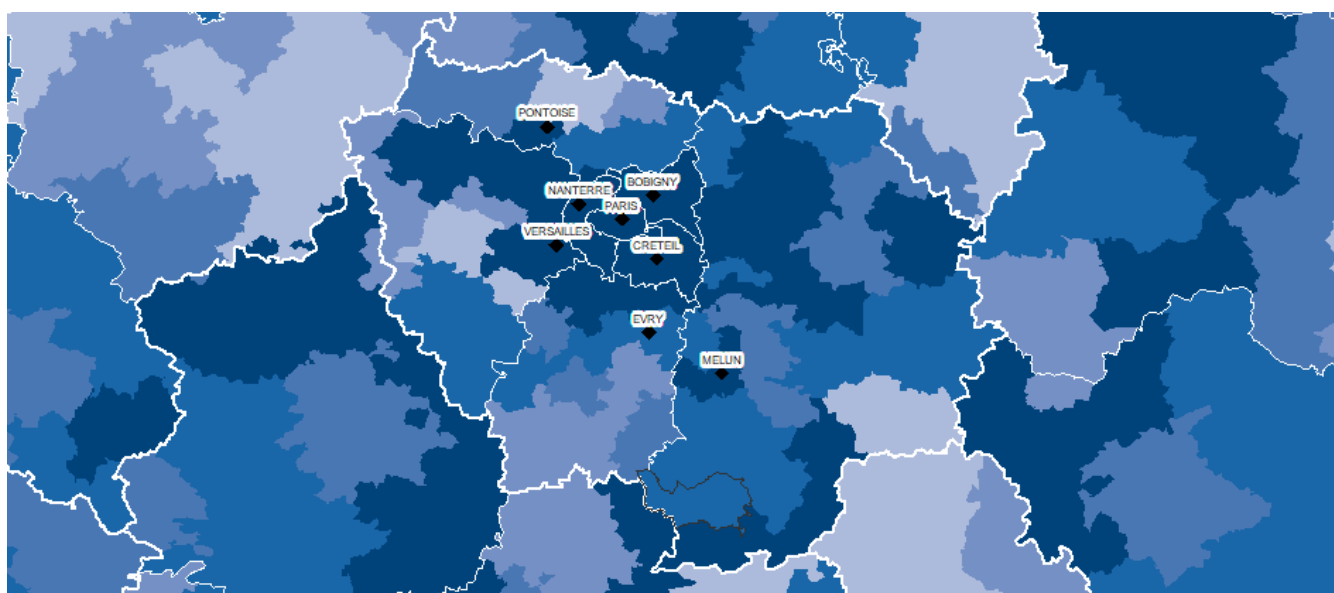 PONTOISE
BOBIGNY
NANTERRE
PARIS
VERSAILLES
CRETEIL
EVRY
MELUN